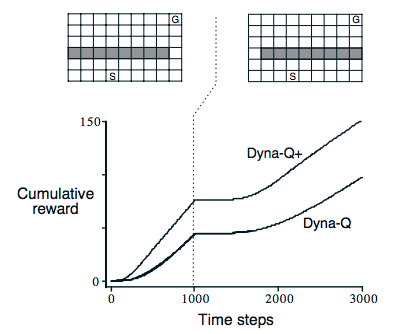 G
S
G
S
150
Dyna-Q+
Cumulative
reward
Dyna-Q
0
0
1000
2000
3000
Time steps